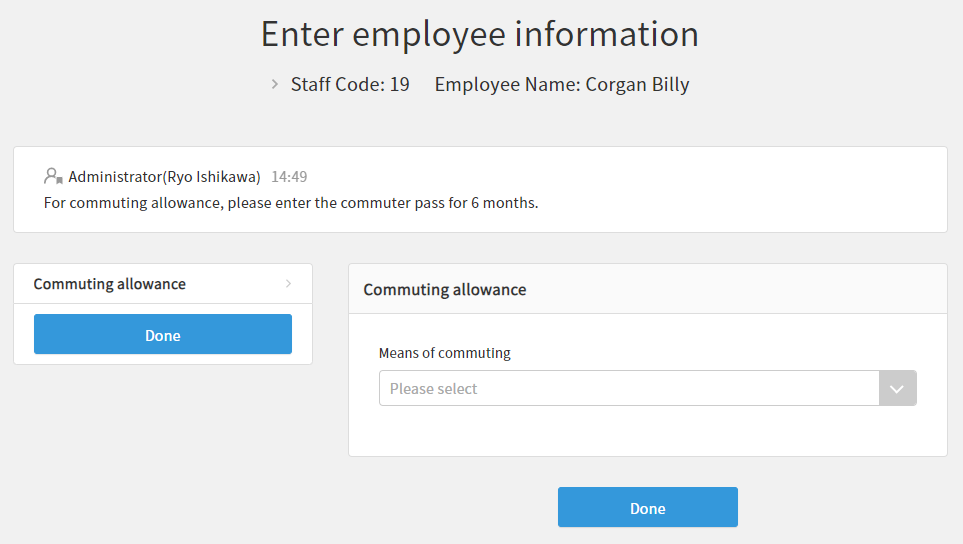 Enter employee information
Staff Code: 19 Employee Name: Corgan Billy
Administrator(Ryo Ishikawa) 14:49
For commuting allowance, please enter the commuter pass for 6 months.
Commuting allowance
Done
Commuting allowance
Means of commuting
Please select
Done